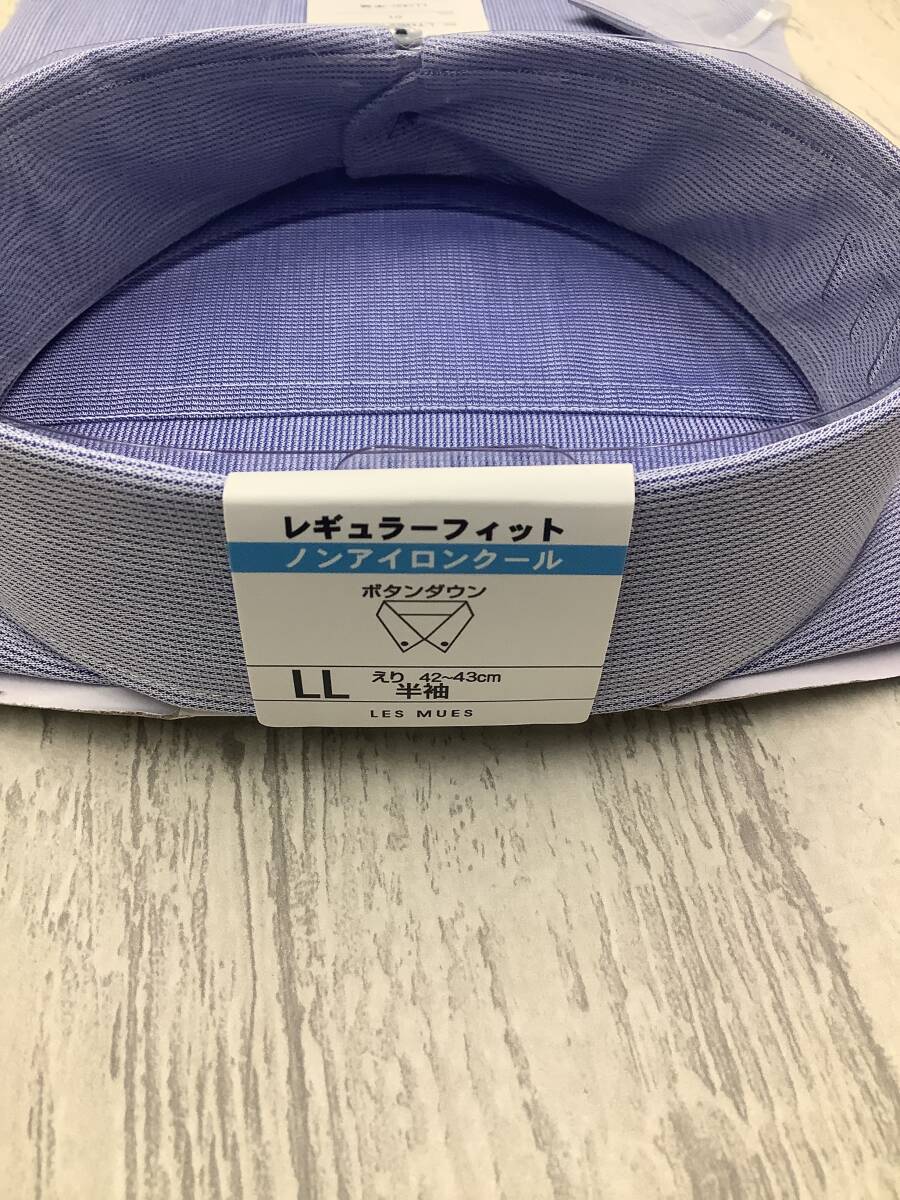 レギュラーフィット
ノンアイロンクール
ボタンダウン
LL えり 42~43cm
半袖
LES MUES